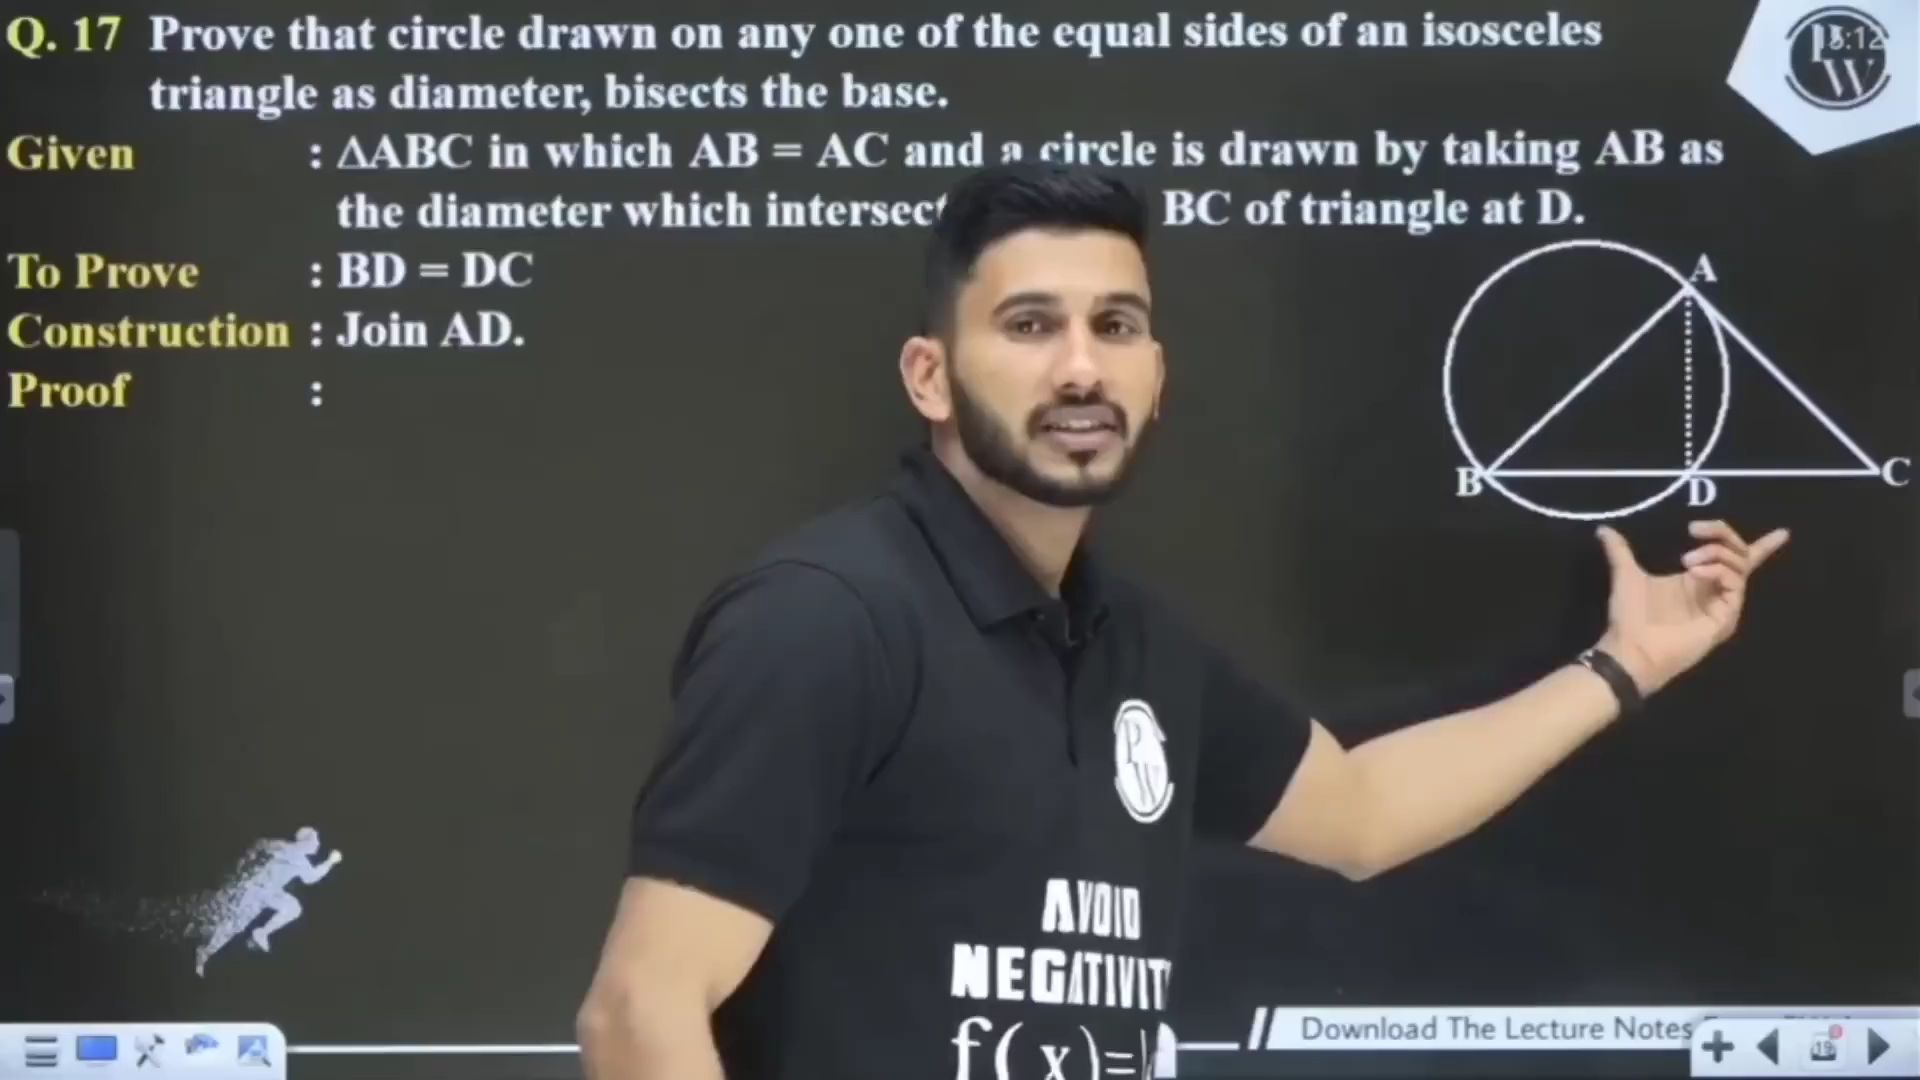 Q. 17 Prove that circle drawn on any one of the equal sides of an isosceles
triangle as diameter, bisects the base.
Given : ΔABC in which AB = AC and a circle is drawn by taking AB as
the diameter which intersect BC of triangle at D.
To Prove : BD = DC
Construction : Join AD.
Proof :
A
B
D
C
PW
AVOID
NEGATIVIT
f(x)=
Download The Lecture Notes
19